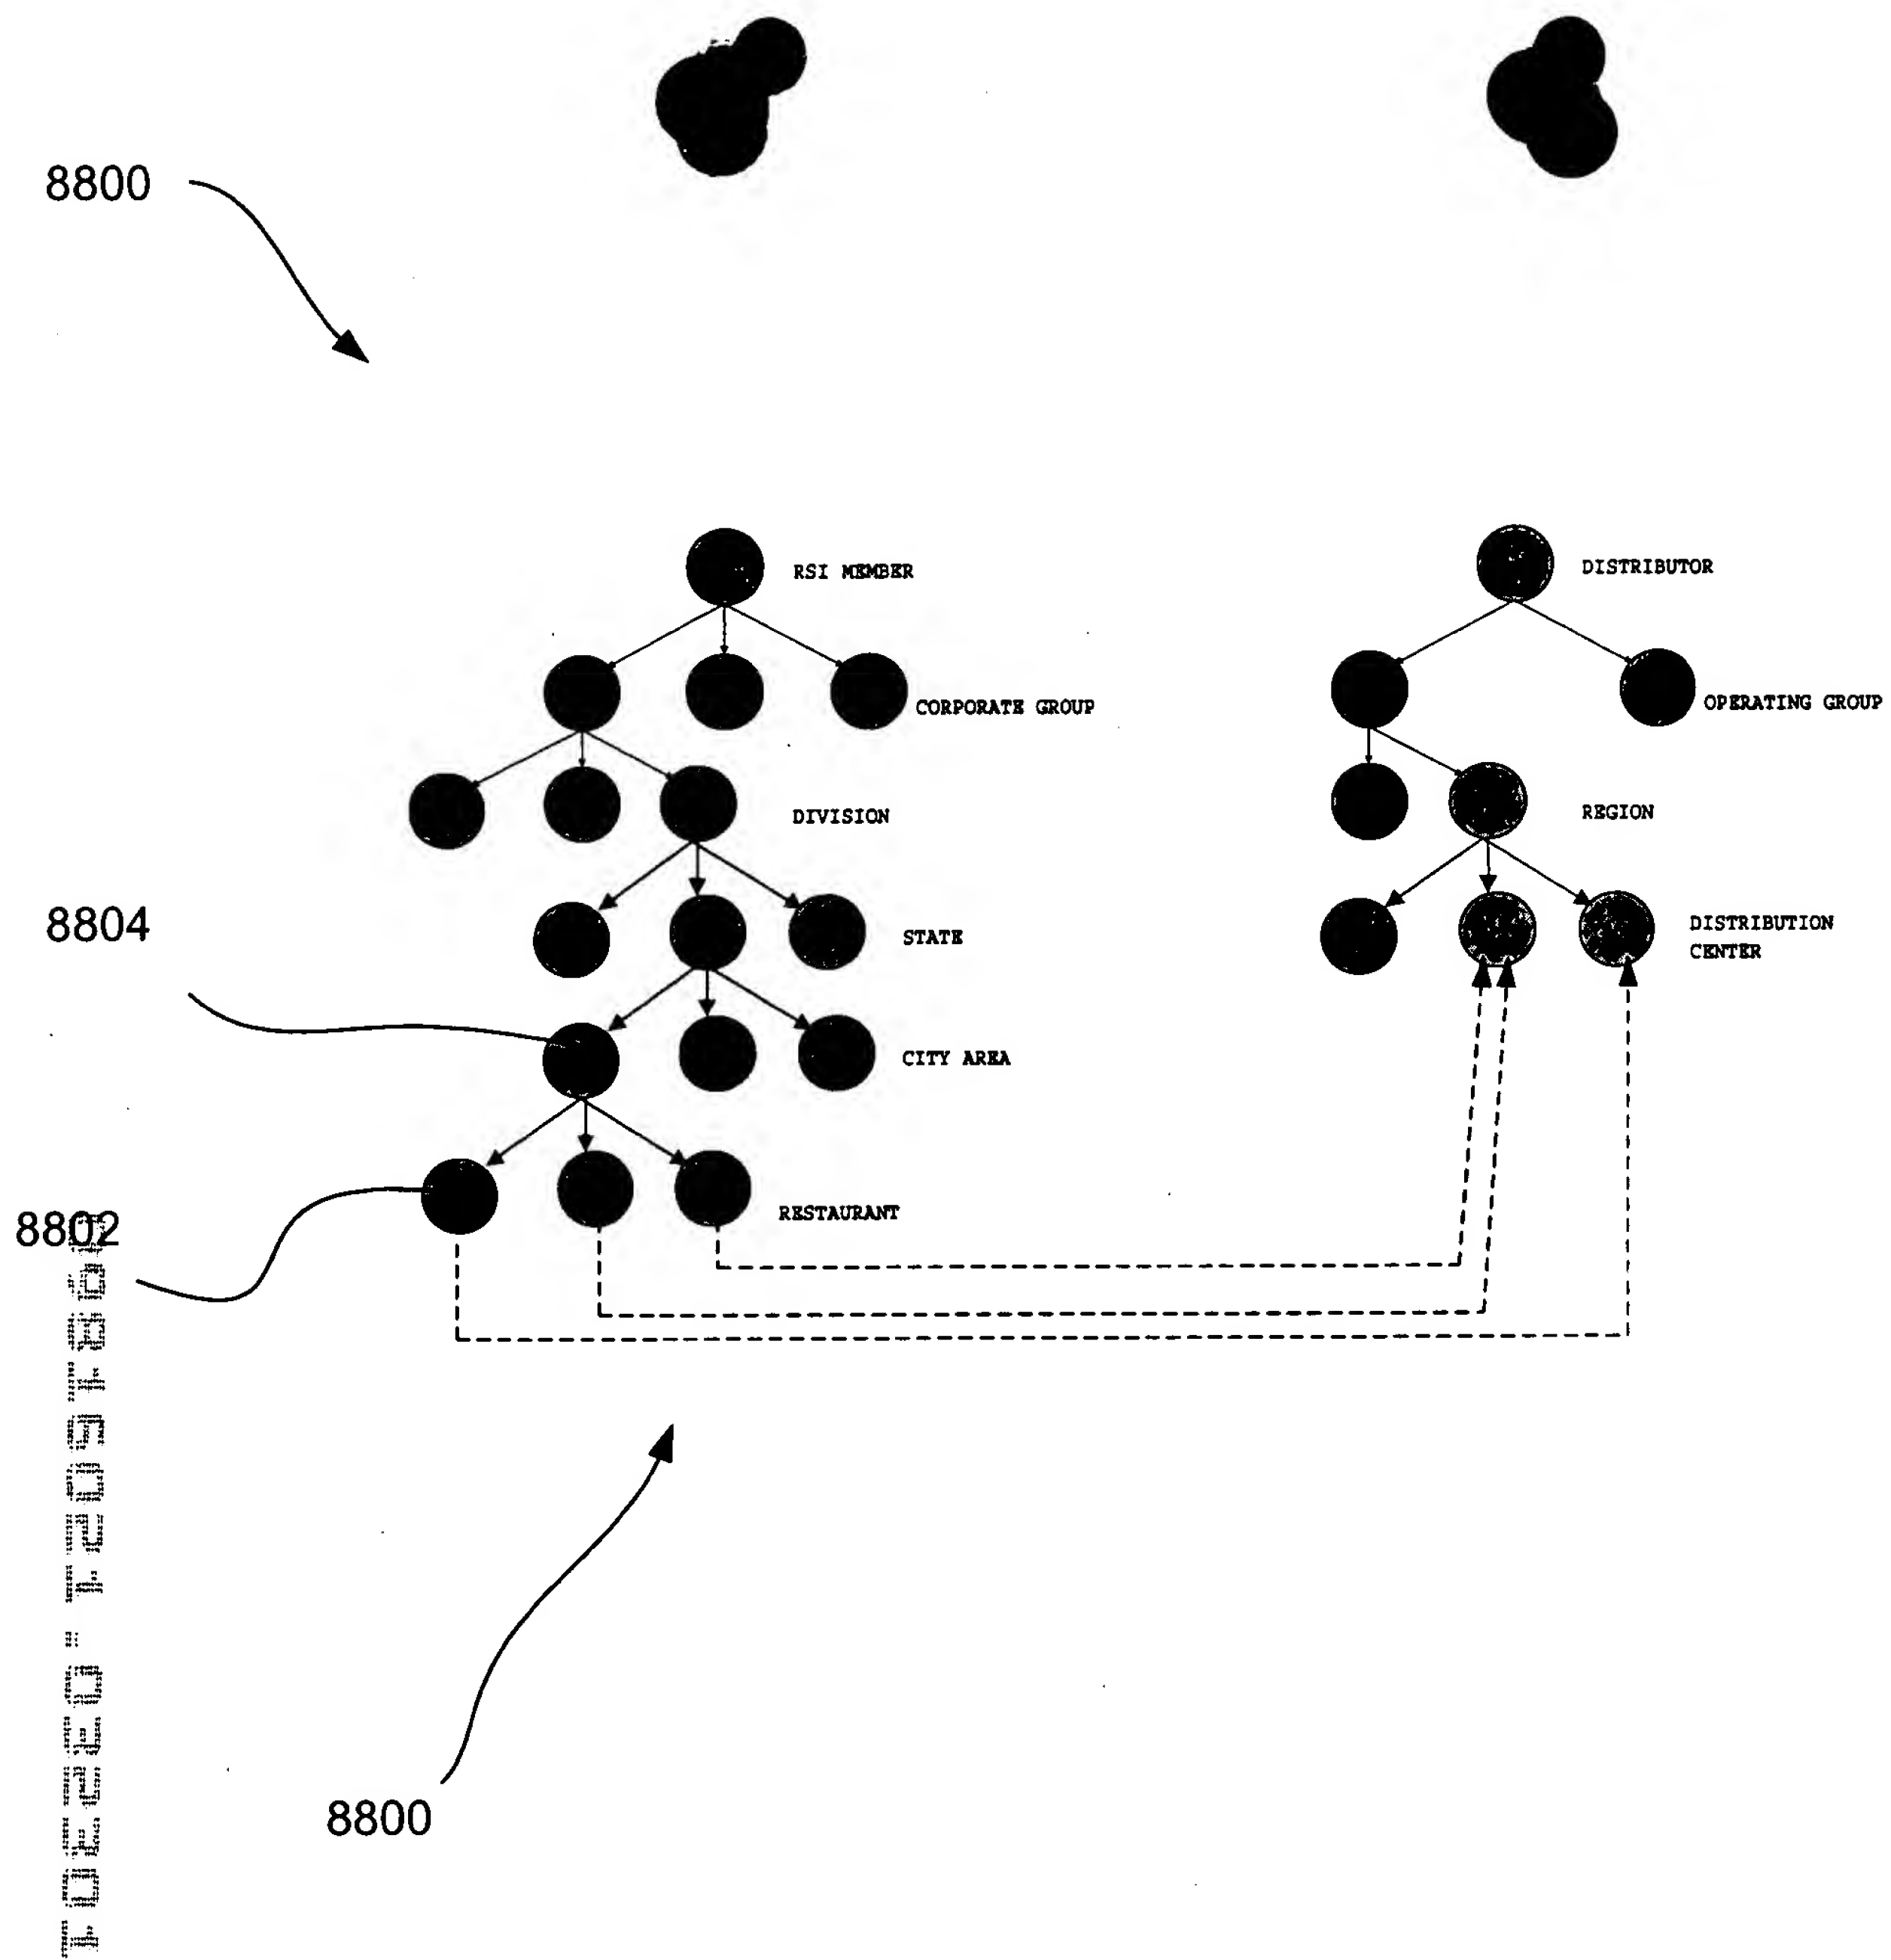 8800
RSI MEMBER
DISTRIBUTOR
CORPORATE GROUP
OPERATING GROUP
DIVISION
REGION
8804
STATE
DISTRIBUTION
CENTER
CITY AREA
8802
RESTAURANT
8800